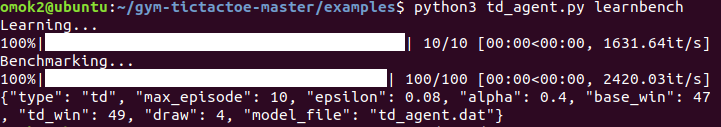 omok2@ubuntu:~/gym-tictactoe-master/examples$ python3 td_agent.py learnbench
Learning...
100%|██████████████████████████████████████| 10/10 [00:00<00:00, 1631.64it/s]
Benchmarking...
100%|████████████████████████████████████| 100/100 [00:00<00:00, 2420.03it/s]
{"type": "td", "max_episode": 10, "epsilon": 0.08, "alpha": 0.4, "base_win": 47
, "td_win": 49, "draw": 4, "model_file": "td_agent.dat"}